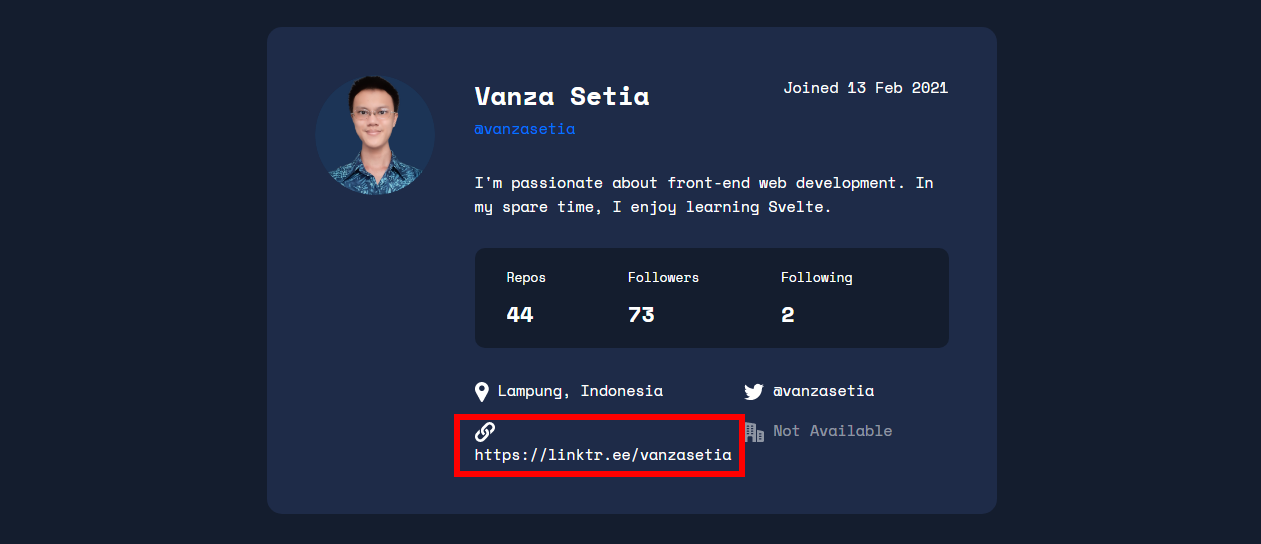 Vanza Setia
Joined 13 Feb 2021
@vanzasetia
I'm passionate about front-end web development. In
my spare time, I enjoy learning Svelte.
Repos Followers Following
44 73 2
Lampung, Indonesia @vanzasetia
Not Available
https://linktr.ee/vanzasetia